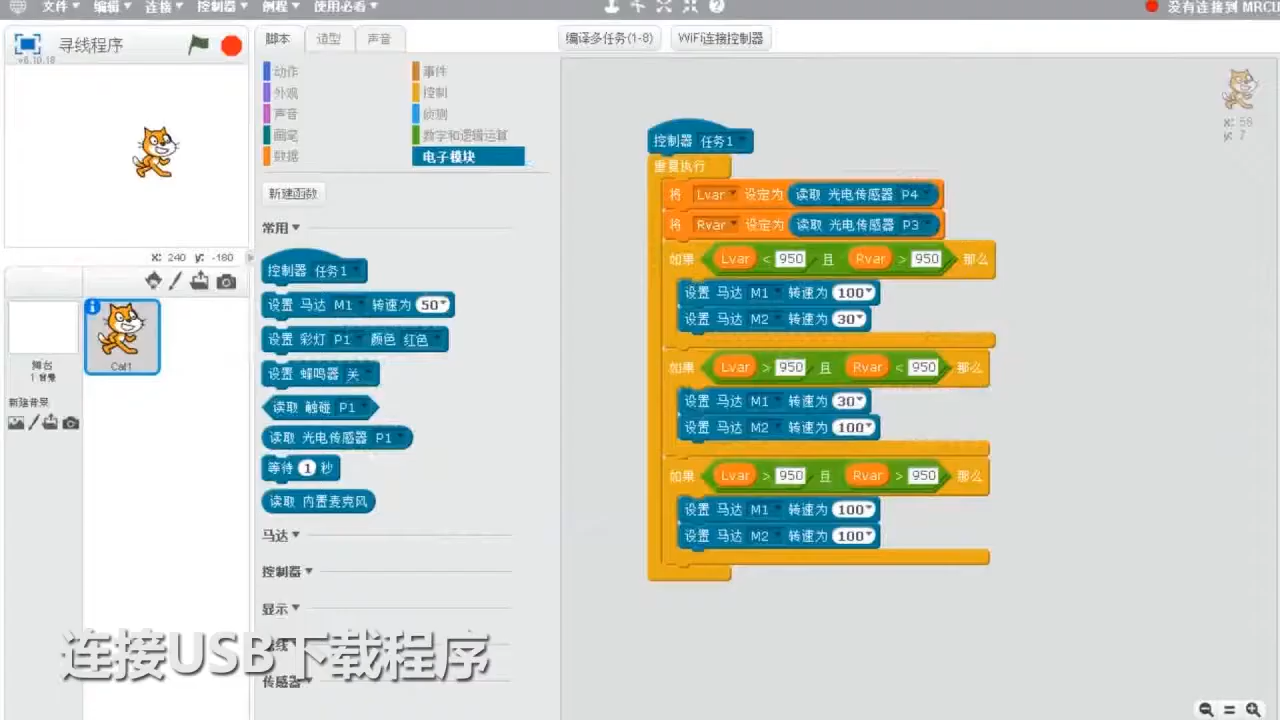 文件 编辑 连接 控制器 例程 使用必看
没有连接到 MRCU
寻线程序
v6.10.18
脚本 造型 声音
编译多任务(1-8) WiFi连接控制器
动作 事件
外观 控制
声音 侦测
画笔 数字和逻辑运算
数据 电子模块
新建函数
常用
控制器 任务1
设置 马达 M1 转速为 50
设置 彩灯 P1 颜色 红色
设置 蜂鸣器 关
读取 触碰 P1
读取 光电传感器 P1
等待 1 秒
读取 内置麦克风
马达
控制器
显示
传感器
x: 240 y: -180
舞台
1 背景
新建背景
Cat1
x: 56
y: 7
控制器 任务1
重复执行
将 Lvar 设定为 读取 光电传感器 P4
将 Rvar 设定为 读取 光电传感器 P3
如果 Lvar < 950 且 Rvar > 950 那么
设置 马达 M1 转速为 100
设置 马达 M2 转速为 30
如果 Lvar > 950 且 Rvar < 950 那么
设置 马达 M1 转速为 30
设置 马达 M2 转速为 100
如果 Lvar > 950 且 Rvar > 950 那么
设置 马达 M1 转速为 100
设置 马达 M2 转速为 100
连接USB下载程序